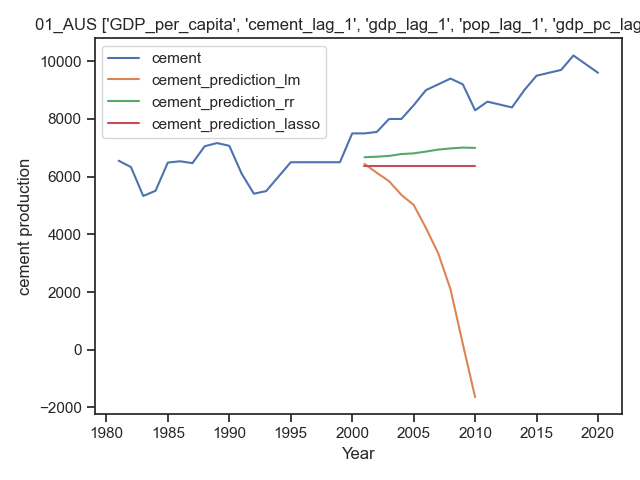 01_AUS ['GDP_per_capita', 'cement_lag_1', 'gdp_lag_1', 'pop_lag_1', 'gdp_pc_lag
cement
cement_prediction_lm
cement_prediction_rr
cement_prediction_lasso
cement production
10000
8000
6000
4000
2000
0
−2000
1980 1985 1990 1995 2000 2005 2010 2015 2020
Year